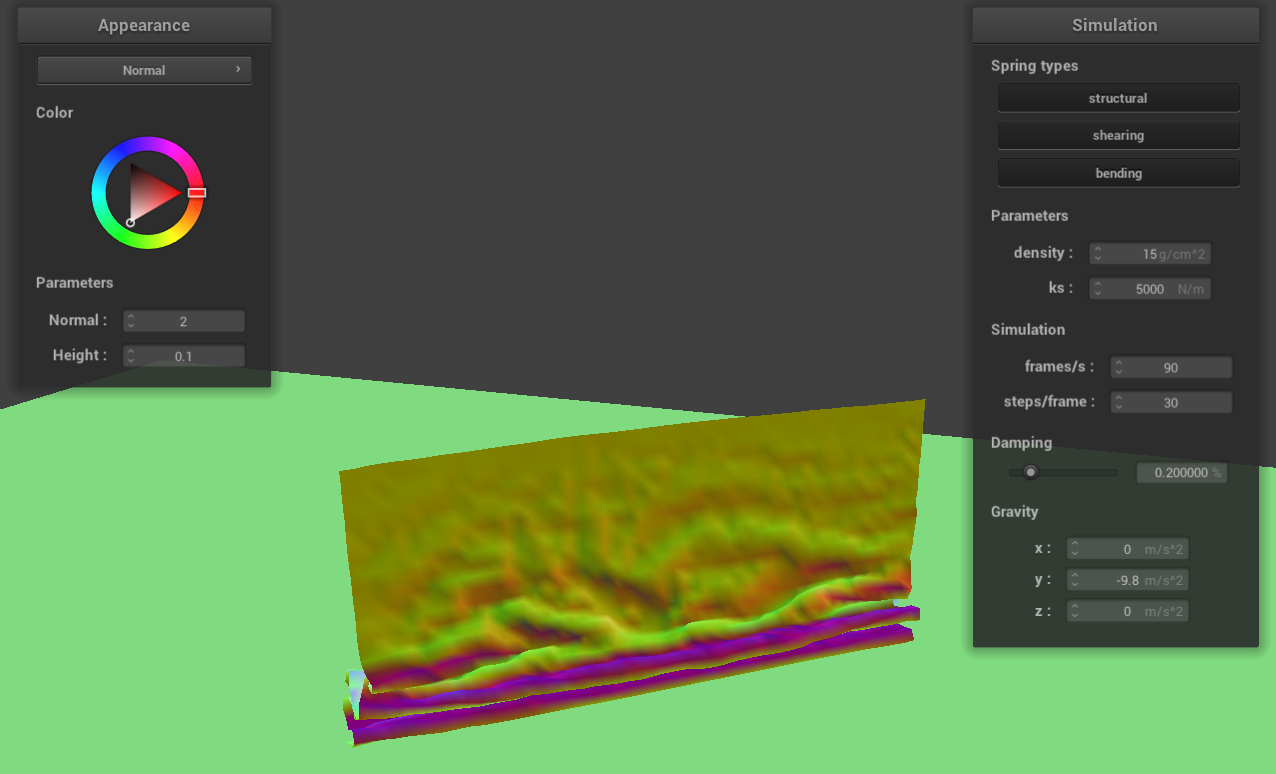 Appearance
Normal
Color
Parameters
Normal :
2
Height :
0.1
Simulation
Spring types
structural
shearing
bending
Parameters
density :
15 g/cm^2
ks :
5000 N/m
Simulation
frames/s :
90
steps/frame :
30
Damping
0.200000 %
Gravity
x :
0 m/s^2
y :
-9.8 m/s^2
z :
0 m/s^2